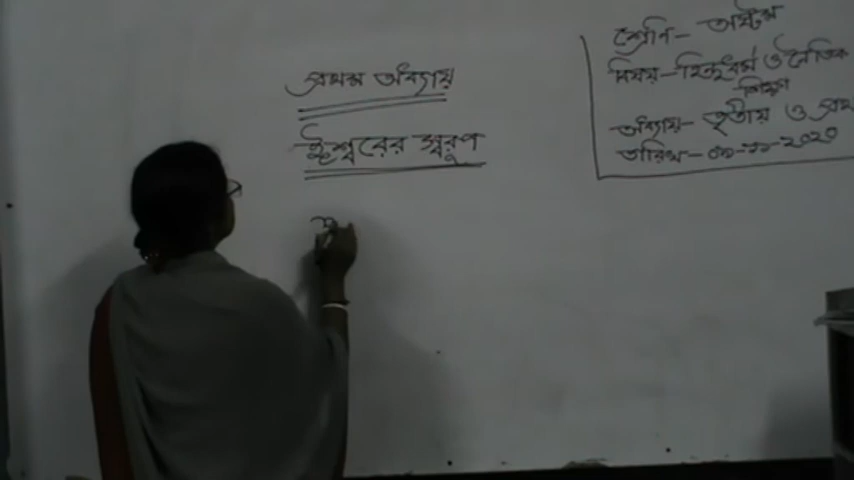 প্রথম অধ্যায়
ঈশ্বরের স্বরূপ
শ্রেণি- অষ্টম
বিষয়-হিন্দুধর্ম ও নৈতিক
শিক্ষা
অধ্যায়- তৃতীয় ও প্রথম
তারিখ-